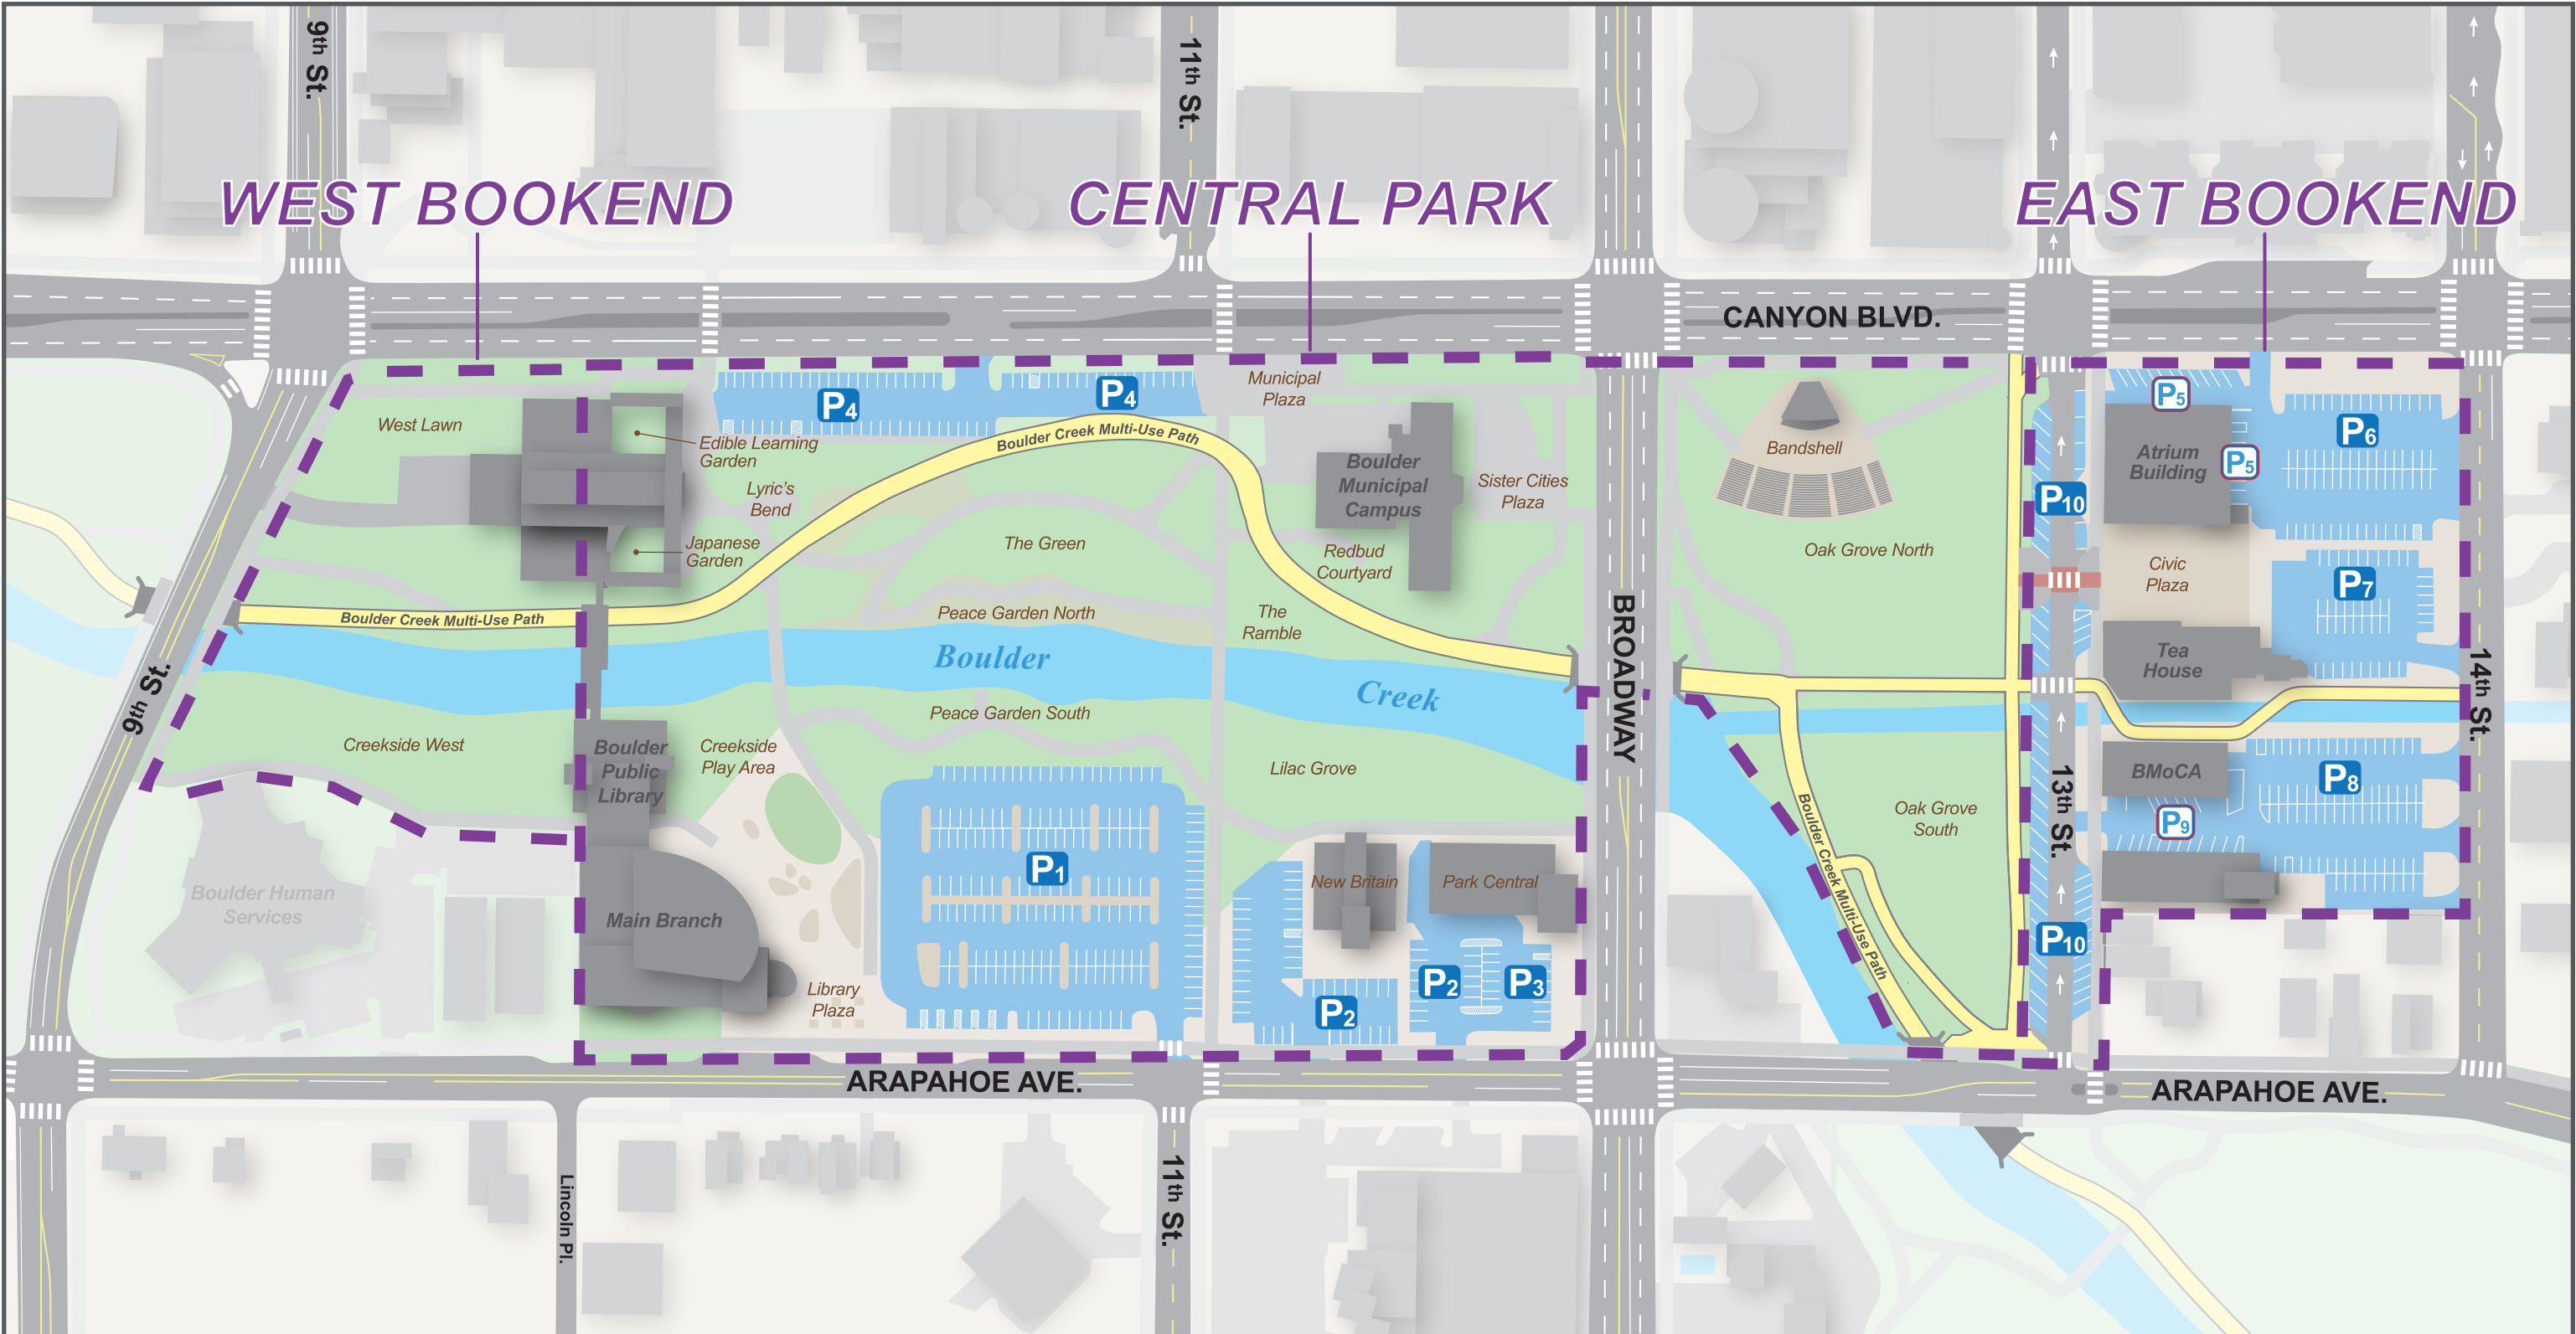 9th St.
11th St.
WEST BOOKEND
CENTRAL PARK
EAST BOOKEND
CANYON BLVD.
West Lawn
Edible Learning
Garden
Lyric's
Bend
Japanese
Garden
P4
P4
Boulder Creek Multi-Use Path
Municipal
Plaza
Boulder
Municipal
Campus
Sister Cities
Plaza
Redbud
Courtyard
The Green
Peace Garden North
The
Ramble
Boulder Creek Multi-Use Path
Boulder
Creek
Peace Garden South
Lilac Grove
BROADWAY
Bandshell
Oak Grove North
P10
P5
Atrium
Building
P5
P6
Civic
Plaza
P7
Tea
House
14th St.
9th St.
Creekside West
Boulder
Public
Library
Creekside
Play Area
Boulder Human
Services
Main Branch
Library
Plaza
P1
New Britain
Park Central
P2
P2
P3
Boulder Creek Multi-Use Path
Oak Grove
South
13th St.
BMoCA
P8
P9
P10
ARAPAHOE AVE.
ARAPAHOE AVE.
Lincoln Pl.
11th St.